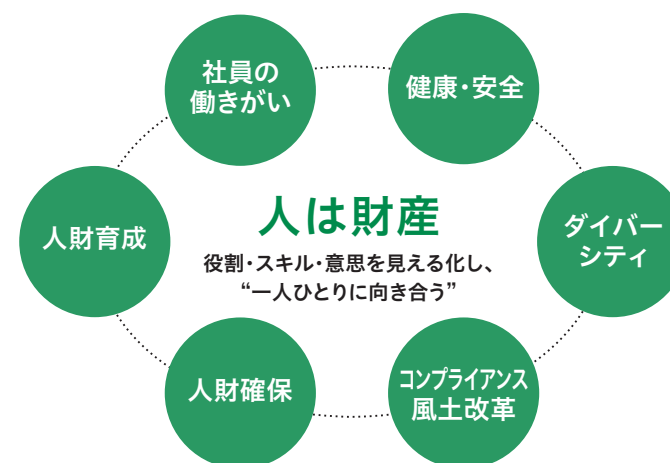 社員の
働きがい
健康・安全
人財育成
人は財産
役割・スキル・意思を見える化し、
“一人ひとりに向き合う”
ダイバー
シティ
人財確保
コンプライアンス
風土改革